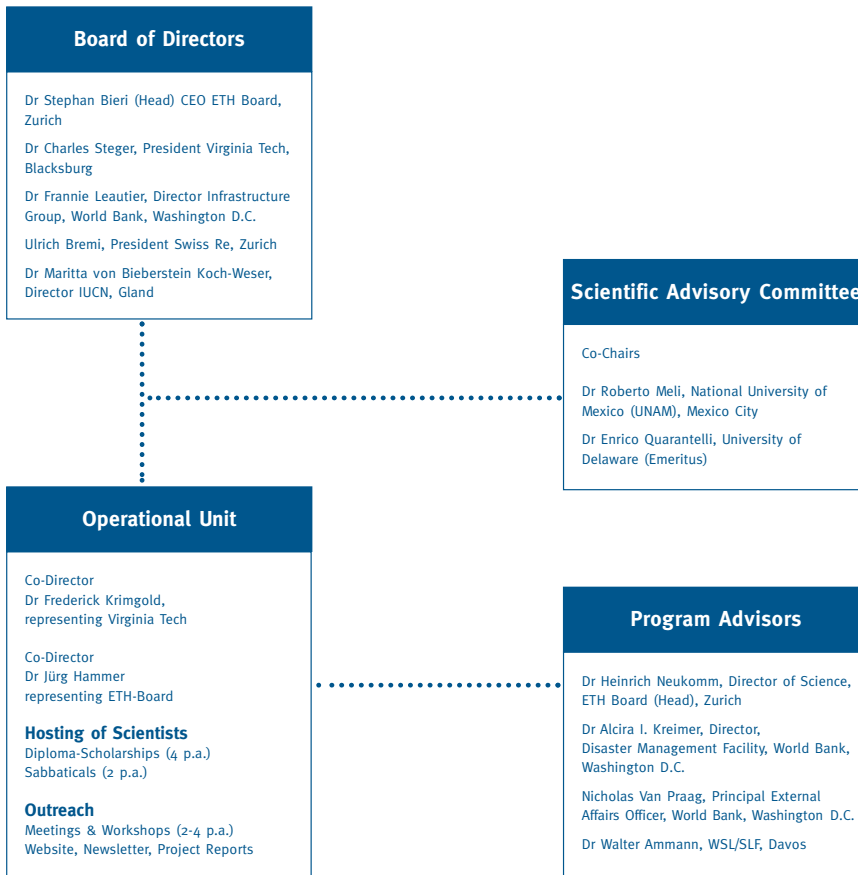 Board of Directors
Dr Stephan Bieri (Head) CEO ETH Board,
Zurich
Dr Charles Steger, President Virginia Tech,
Blacksburg
Dr Frannie Leautier, Director Infrastructure
Group, World Bank, Washington D.C.
Ulrich Bremi, President Swiss Re, Zurich
Dr Maritta von Bieberstein Koch-Weser,
Director IUCN, Gland
Scientific Advisory Committee
Co-Chairs
Dr Roberto Meli, National University of
Mexico (UNAM), Mexico City
Dr Enrico Quarantelli, University of
Delaware (Emeritus)
Operational Unit
Co-Director
Dr Frederick Krimgold,
representing Virginia Tech
Co-Director
Dr Jürg Hammer
representing ETH-Board
Hosting of Scientists
Diploma-Scholarships (4 p.a.)
Sabbaticals (2 p.a.)
Outreach
Meetings & Workshops (2-4 p.a.)
Website, Newsletter, Project Reports
Program Advisors
Dr Heinrich Neukomm, Director of Science,
ETH Board (Head), Zurich
Dr Alcira I. Kreimer, Director,
Disaster Management Facility, World Bank,
Washington D.C.
Nicholas Van Praag, Principal External
Affairs Officer, World Bank, Washington D.C.
Dr Walter Ammann, WSL/SLF, Davos